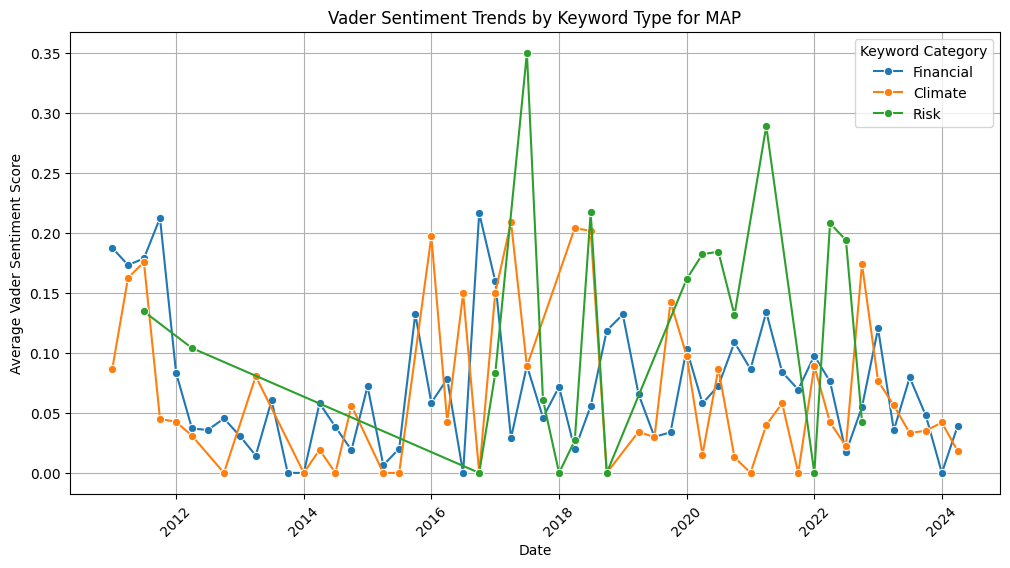 Vader Sentiment Trends by Keyword Type for MAP
Keyword Category
Financial
Climate
Risk
Average Vader Sentiment Score
0.35
0.30
0.25
0.20
0.15
0.10
0.05
0.00
2012
2014
2016
2018
2020
2022
2024
Date